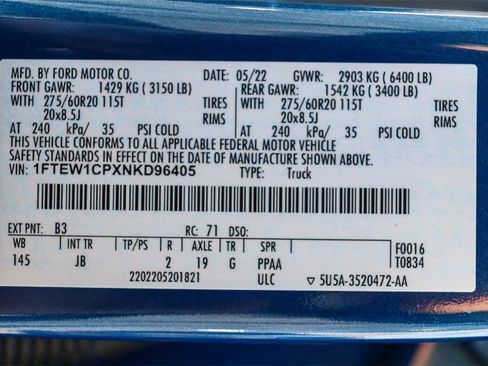 MFD. BY FORD MOTOR CO. DATE: 05/22 GVWR: 2903 KG ( 6400 LB)
FRONT GAWR: 1429 KG ( 3150 LB) REAR GAWR: 1542 KG ( 3400 LB)
WITH 275/60R20 115T TIRES WITH 275/60R20 115T TIRES
20x8.5J RIMS 20x8.5J RIMS
AT 240 kPa/ 35 PSI COLD AT 240 kPa/ 35 PSI COLD
THIS VEHICLE CONFORMS TO ALL APPLICABLE FEDERAL MOTOR VEHICLE
SAFETY STANDARDS IN EFFECT ON THE DATE OF MANUFACTURE SHOWN ABOVE.
VIN: 1FTEW1CPXNKD96405 TYPE: Truck
EXT PNT: B3 RC: 71 DSO:
WB INT TR TP/PS R AXLE TR SPR F0016
145 JB 2 19 G PPAA T0834
2202205201821 ULC ▽ 5U5A-3520472-AA